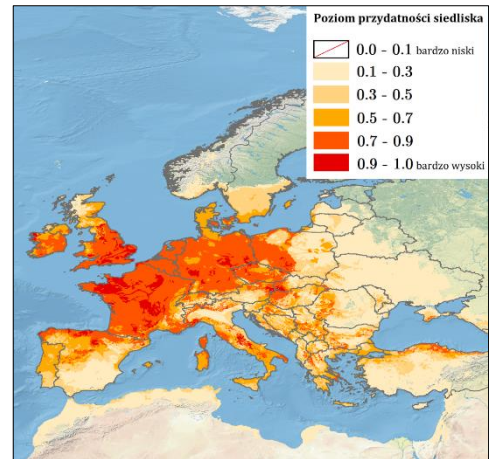 Poziom przydatności siedliska
0.0 - 0.1 bardzo niski
0.1 - 0.3
0.3 - 0.5
0.5 - 0.7
0.7 - 0.9
0.9 - 1.0 bardzo wysoki